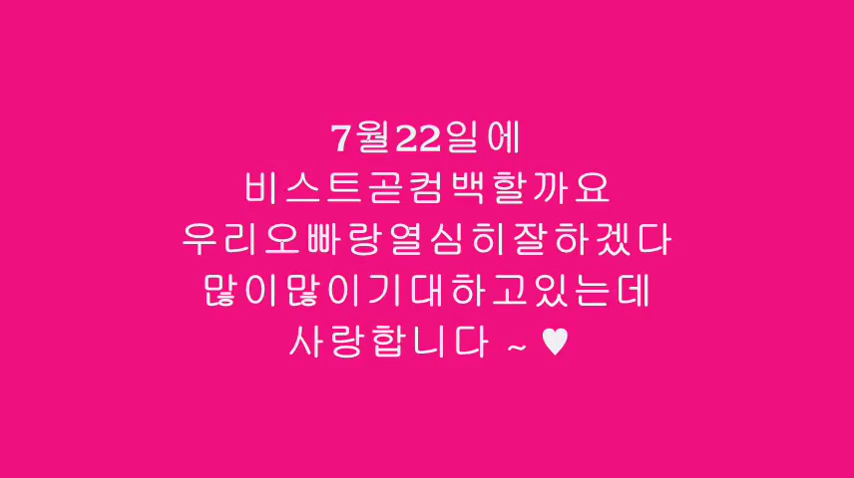 7월22일에
비스트곧컴백할까요
우리오빠랑열심히잘하겠다
많이많이기대하고있는데
사랑합니다 ~ ♥